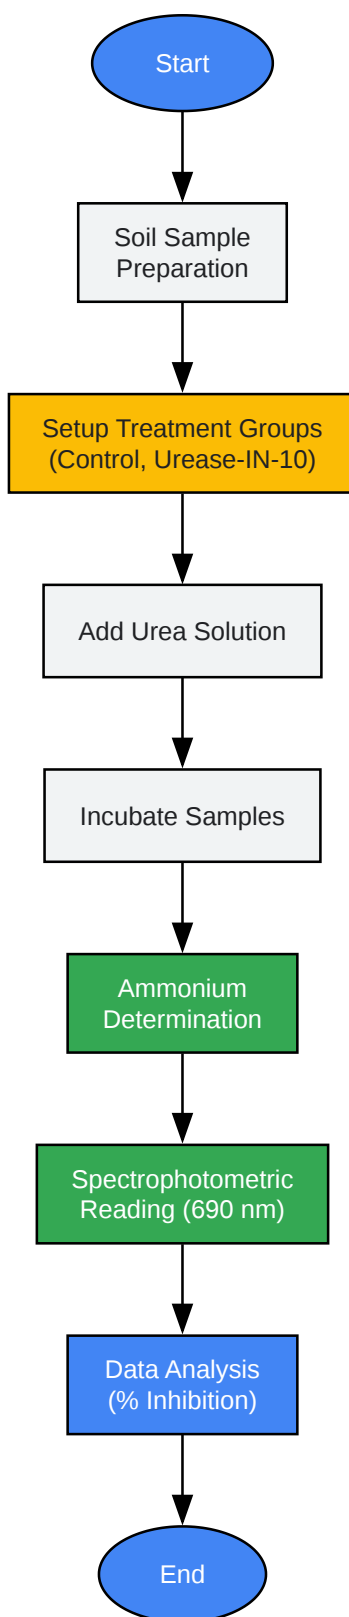 Start
Soil Sample
Preparation
Setup Treatment Groups
(Control, Urease-IN-10)
Add Urea Solution
Incubate Samples
Ammonium
Determination
Spectrophotometric
Reading (690 nm)
Data Analysis
(% Inhibition)
End